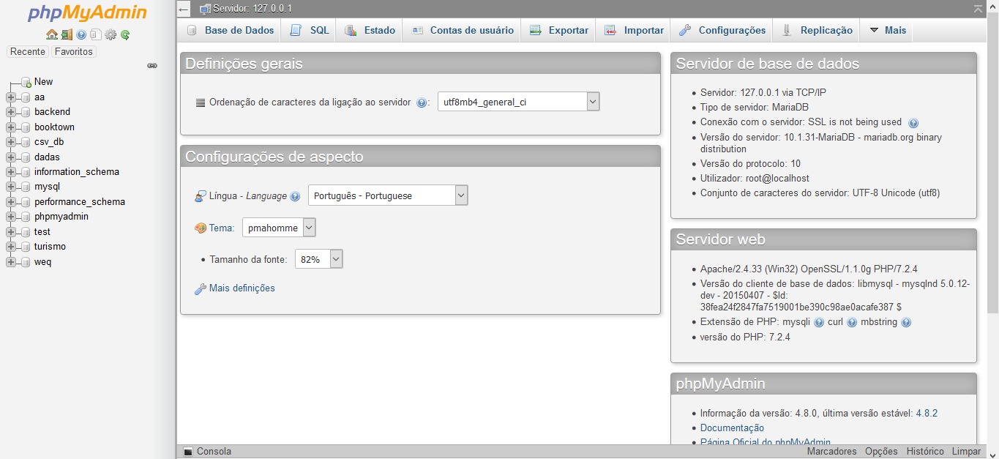 phpMyAdmin
Recente Favoritos
New
aa
backend
booktown
csv_db
dadas
information_schema
mysql
performance_schema
phpmyadmin
test
turismo
weq
Servidor: 127.0.0.1
Base de Dados SQL Estado Contas de usuário Exportar Importar Configurações Replicação Mais
Definições gerais
Ordenação de caracteres da ligação ao servidor : utf8mb4_general_ci
Configurações de aspecto
Língua - Language Português - Portuguese
Tema: pmahomme
• Tamanho da fonte: 82%
Mais definições
Servidor de base de dados
• Servidor: 127.0.0.1 via TCP/IP
• Tipo de servidor: MariaDB
• Conexão com o servidor: SSL is not being used
• Versão do servidor: 10.1.31-MariaDB - mariadb.org binary
distribution
• Versão do protocolo: 10
• Utilizador: root@localhost
• Conjunto de caracteres do servidor: UTF-8 Unicode (utf8)
Servidor web
• Apache/2.4.33 (Win32) OpenSSL/1.1.0g PHP/7.2.4
• Versão do cliente de base de dados: libmysql - mysqlnd 5.0.12-
dev - 20150407 - $Id:
38fea24f2847fa7519001be390c98ae0acafe387 $
• Extensão de PHP: mysqli curl mbstring
• versão do PHP: 7.2.4
phpMyAdmin
• Informação da versão: 4.8.0, última versão estável: 4.8.2
• Documentação
• Página Oficial do phpMyAdmin
Consola Marcadores Opções Histórico Limpar